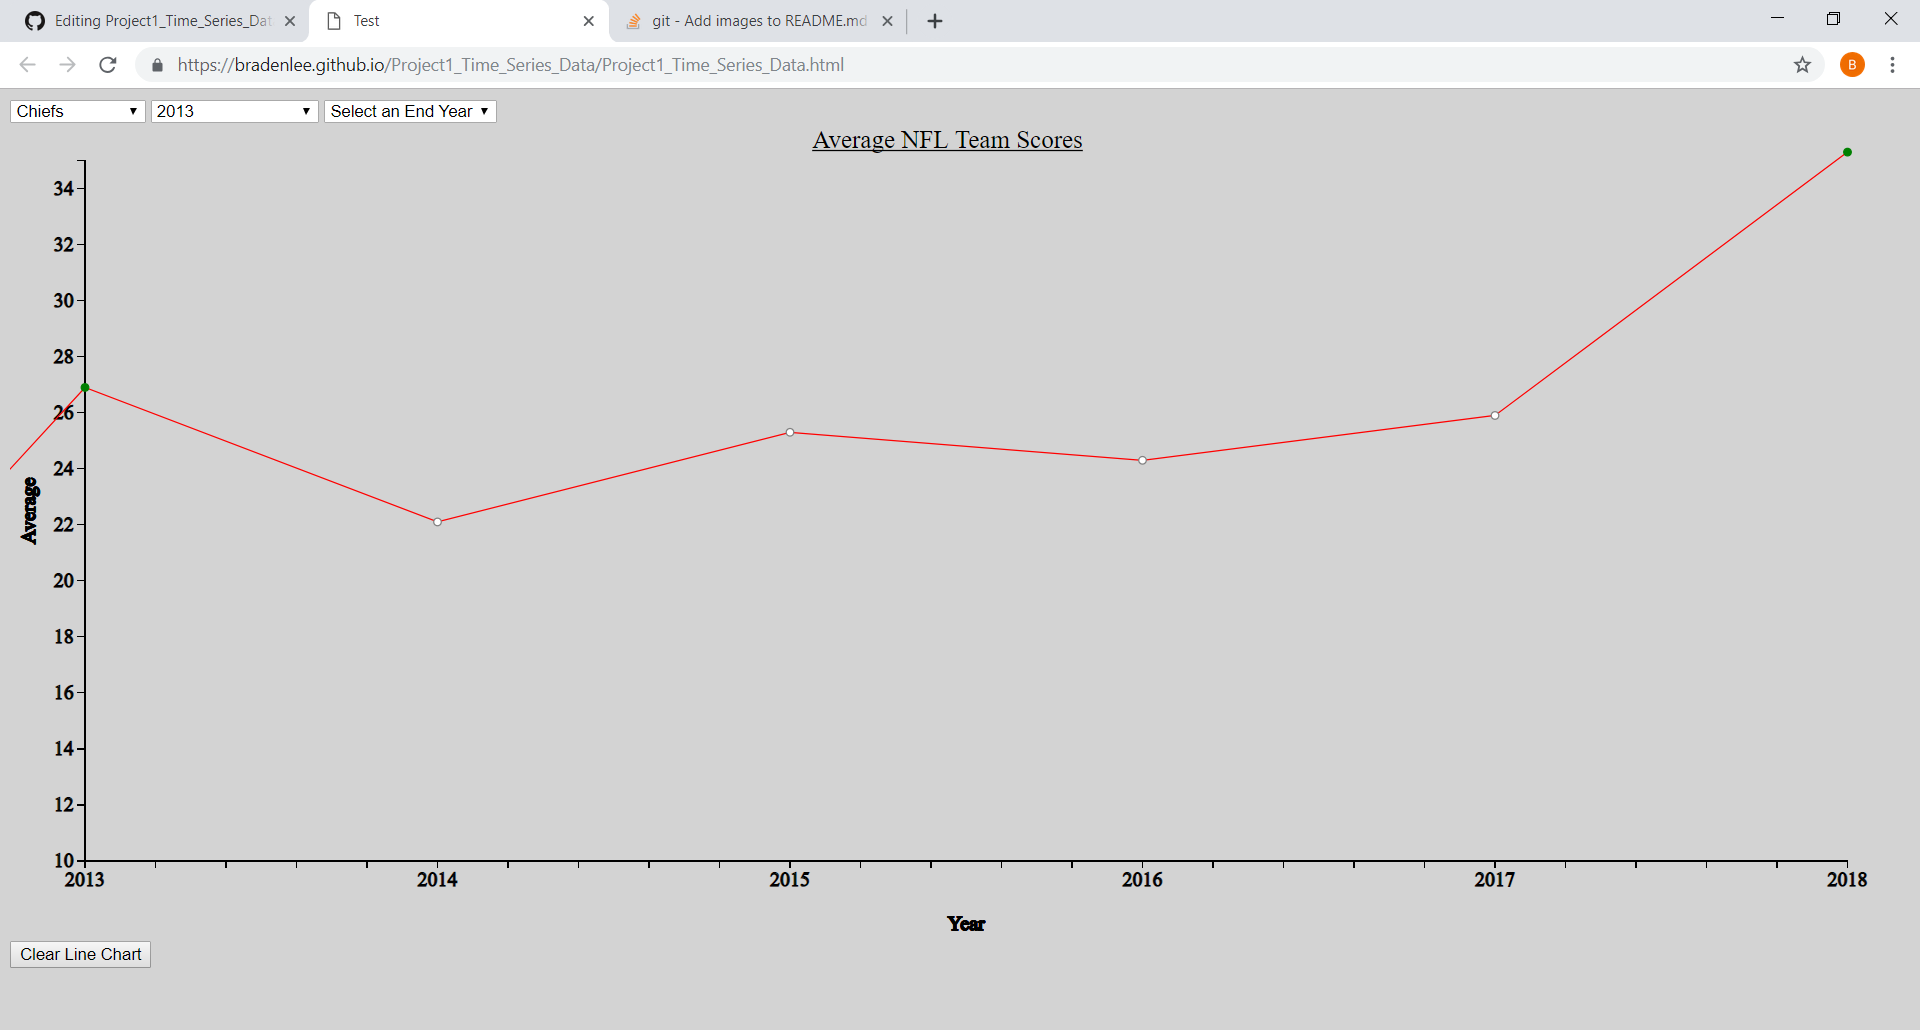 Editing Project1_Time_Series_Dat
Test
git - Add images to README.md
https://bradenlee.github.io/Project1_Time_Series_Data/Project1_Time_Series_Data.html
B
Chiefs 2013 Select an End Year
Average NFL Team Scores
34
32
30
28
26
24
22
20
18
16
14
12
10
Average
2013 2014 2015 2016 2017 2018
Year
Clear Line Chart